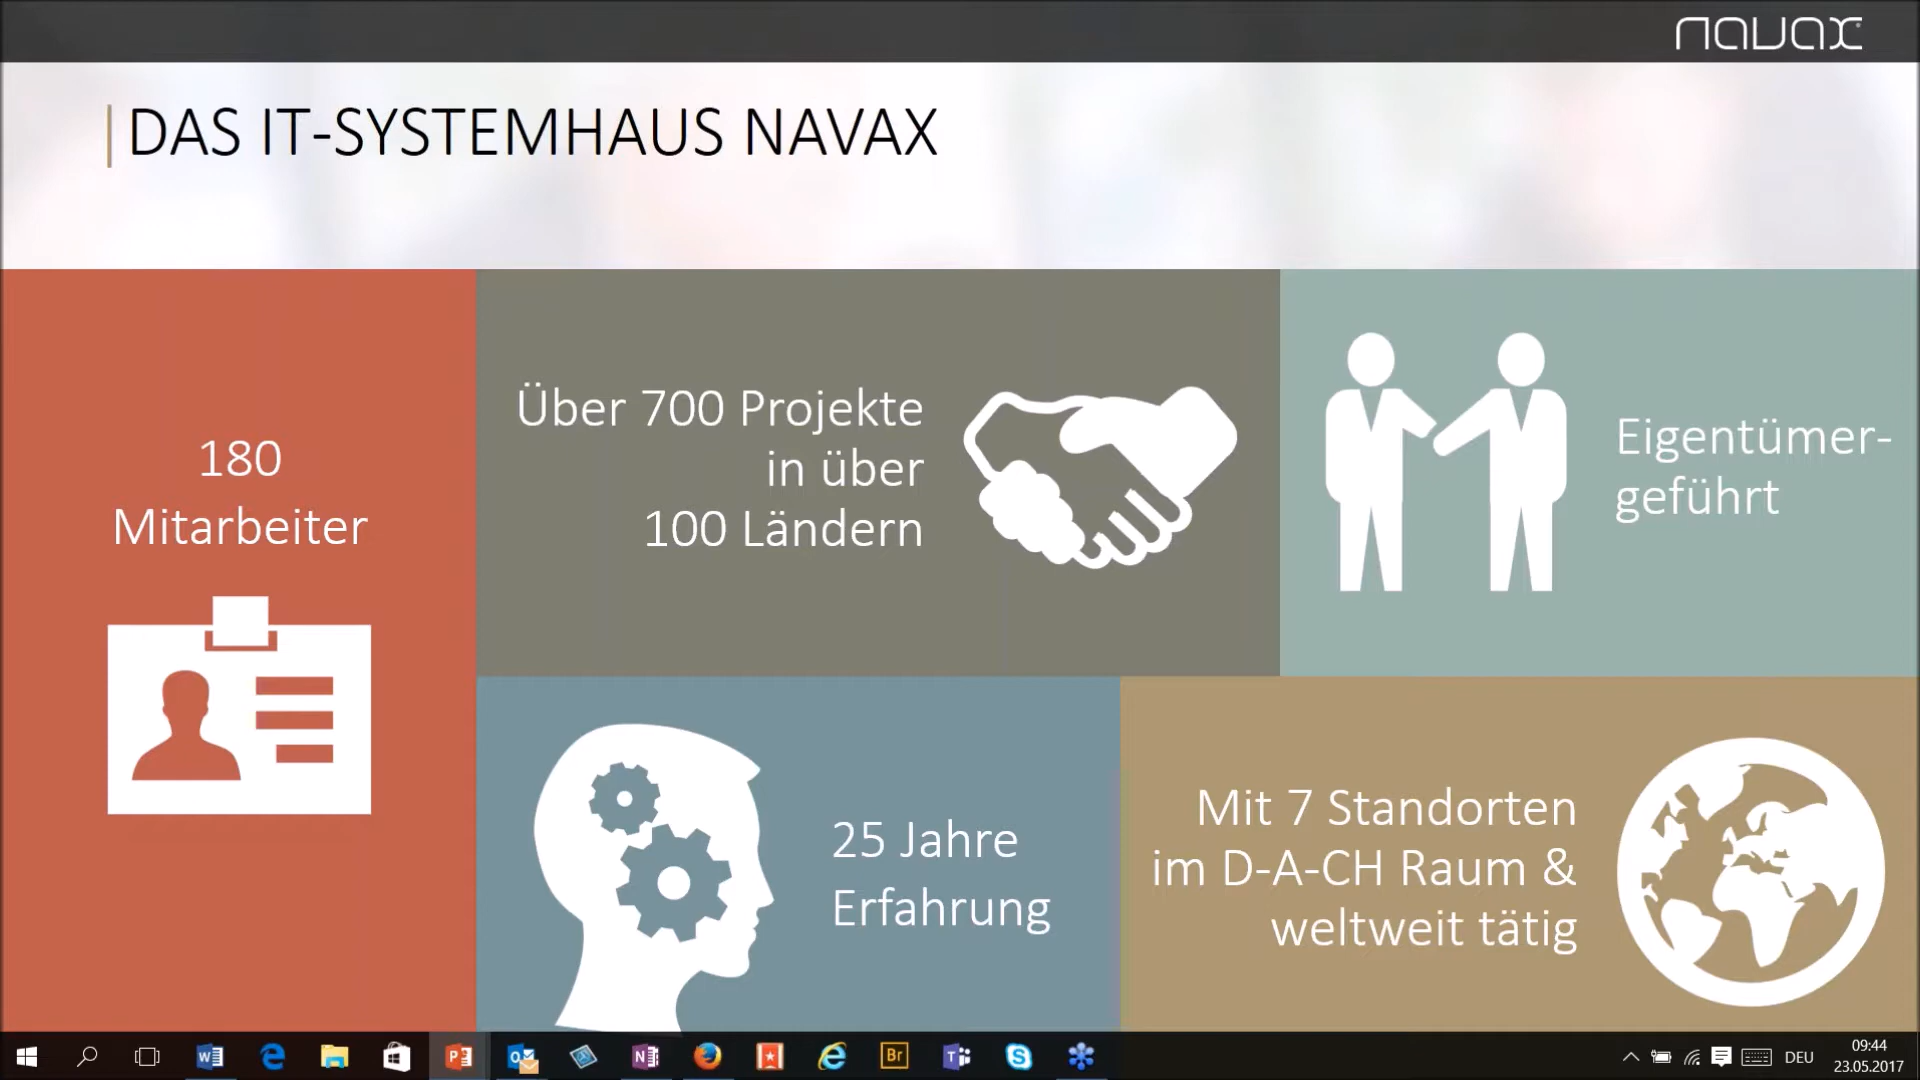 navax
DAS IT-SYSTEMHAUS NAVAX
180
Mitarbeiter
Über 700 Projekte
in über
100 Ländern
Eigentümer-
geführt
25 Jahre
Erfahrung
Mit 7 Standorten
im D-A-CH Raum &
weltweit tätig
Br
DEU
09:44
23.05.2017